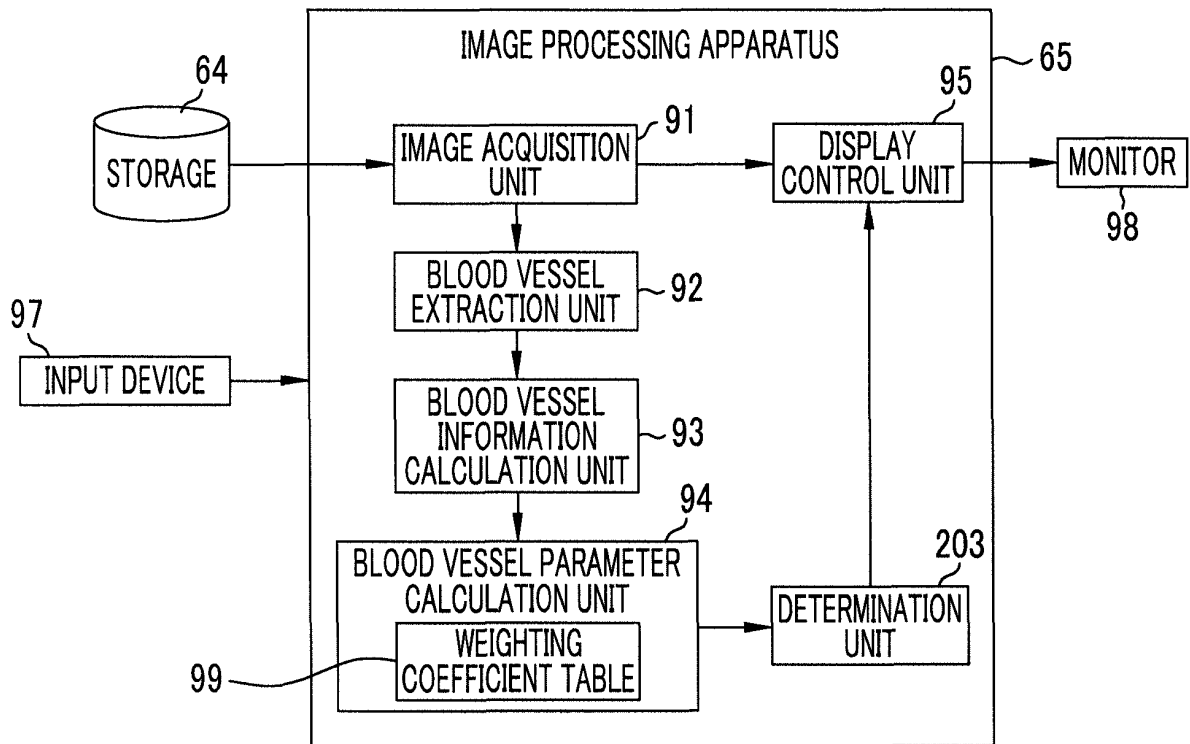 IMAGE PROCESSING APPARATUS
65
64
STORAGE
91
IMAGE ACQUISITION
UNIT
95
DISPLAY
CONTROL UNIT
MONITOR
98
BLOOD VESSEL
EXTRACTION UNIT
92
97
INPUT DEVICE
BLOOD VESSEL
INFORMATION
CALCULATION UNIT
93
94
BLOOD VESSEL PARAMETER
CALCULATION UNIT
WEIGHTING
COEFFICIENT TABLE
99
203
DETERMINATION
UNIT